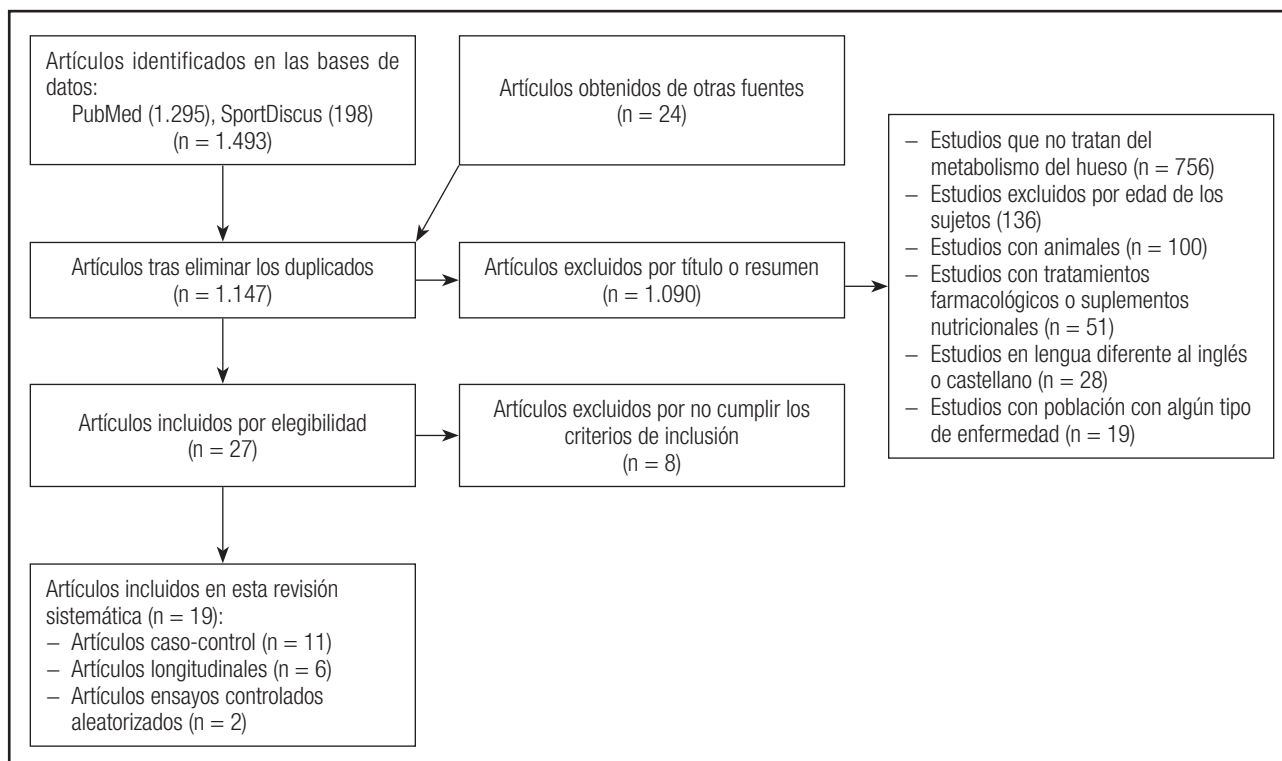 Artículos identificados en las bases de
datos:
PubMed (1.295), SportDiscus (198)
(n = 1.493)
Artículos obtenidos de otras fuentes
(n = 24)
Artículos tras eliminar los duplicados
(n = 1.147)
Artículos excluidos por título o resumen
(n = 1.090)
– Estudios que no tratan del
metabolismo del hueso (n = 756)
– Estudios excluidos por edad de los
sujetos (136)
– Estudios con animales (n = 100)
– Estudios con tratamientos
farmacológicos o suplementos
nutricionales (n = 51)
– Estudios en lengua diferente al inglés
o castellano (n = 28)
– Estudios con población con algún tipo
de enfermedad (n = 19)
Artículos incluidos por elegibilidad
(n = 27)
Artículos excluidos por no cumplir los
criterios de inclusión
(n = 8)
Artículos incluidos en esta revisión
sistemática (n = 19):
– Artículos caso-control (n = 11)
– Artículos longitudinales (n = 6)
– Artículos ensayos controlados
aleatorizados (n = 2)